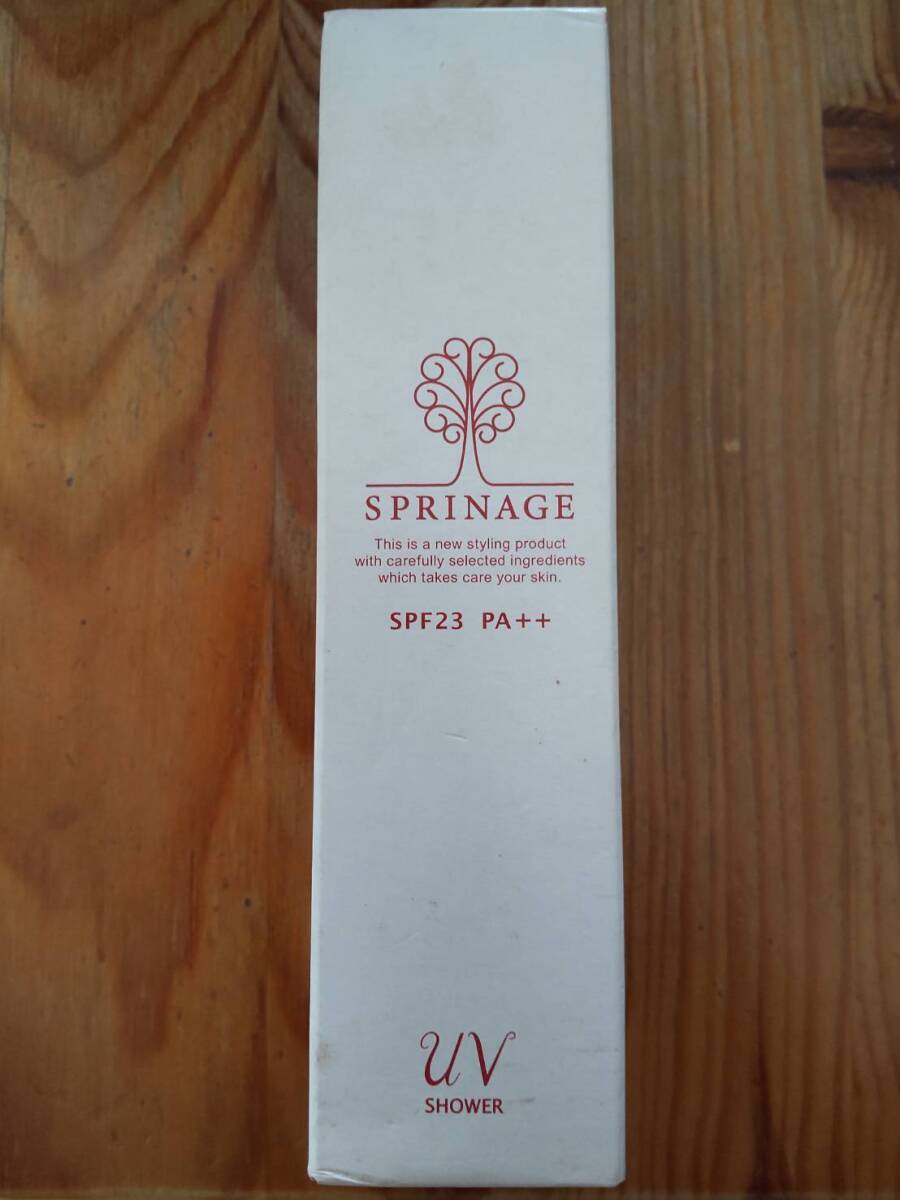 SPRINAGE
This is a new styling product
with carefully selected ingredients
which takes care your skin.
SPF23 PA++
UV
SHOWER